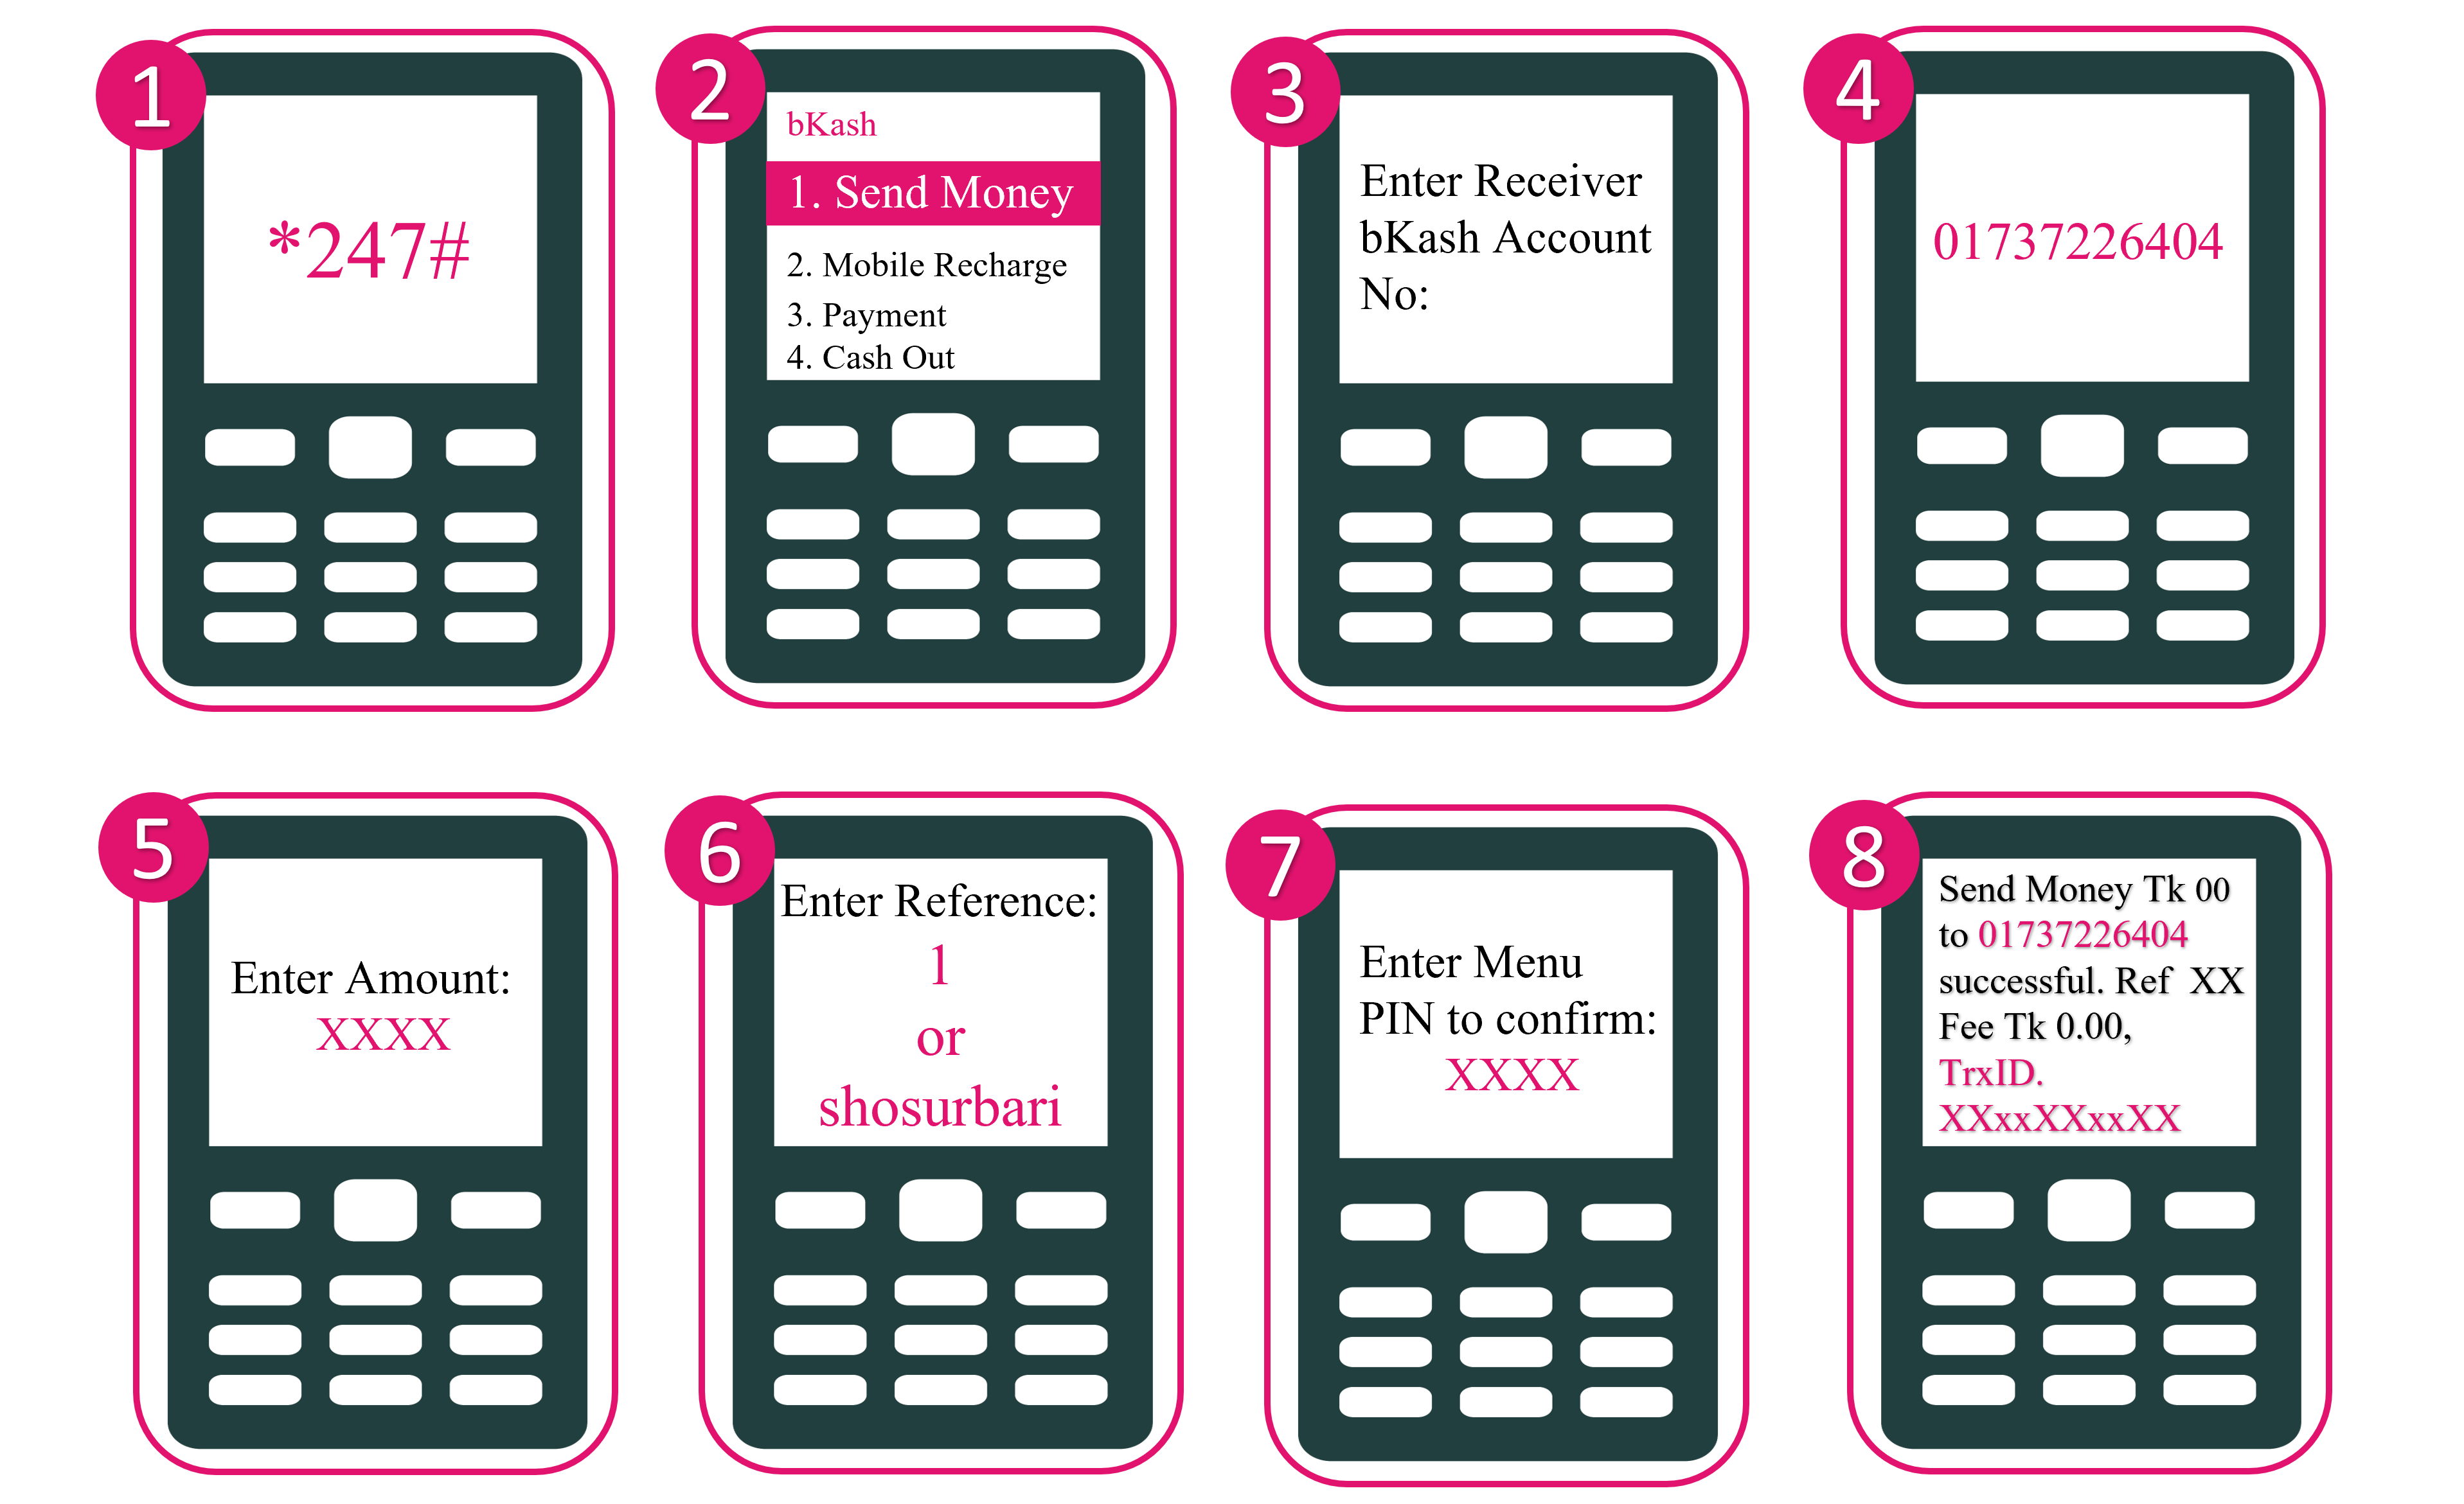 1
*247#
2
bKash
1. Send Money
2. Mobile Recharge
3. Payment
4. Cash Out
3
Enter Receiver
bKash Account
No:
4
01737226404
5
Enter Amount:
XXXX
6
Enter Reference:
1
or
shosurbari
7
Enter Menu
PIN to confirm:
XXXX
8
Send Money Tk 00
to 01737226404
successful. Ref  XX
Fee Tk 0.00,
TrxID.
XXxxXXxxXX